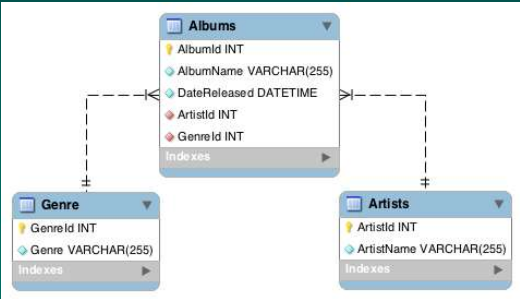 Albums
AlbumId INT
AlbumName VARCHAR(255)
DateReleased DATETIME
ArtistId INT
GenreId INT
Indexes
Genre
GenreId INT
Genre VARCHAR(255)
Indexes
Artists
ArtistId INT
ArtistName VARCHAR(255)
Indexes